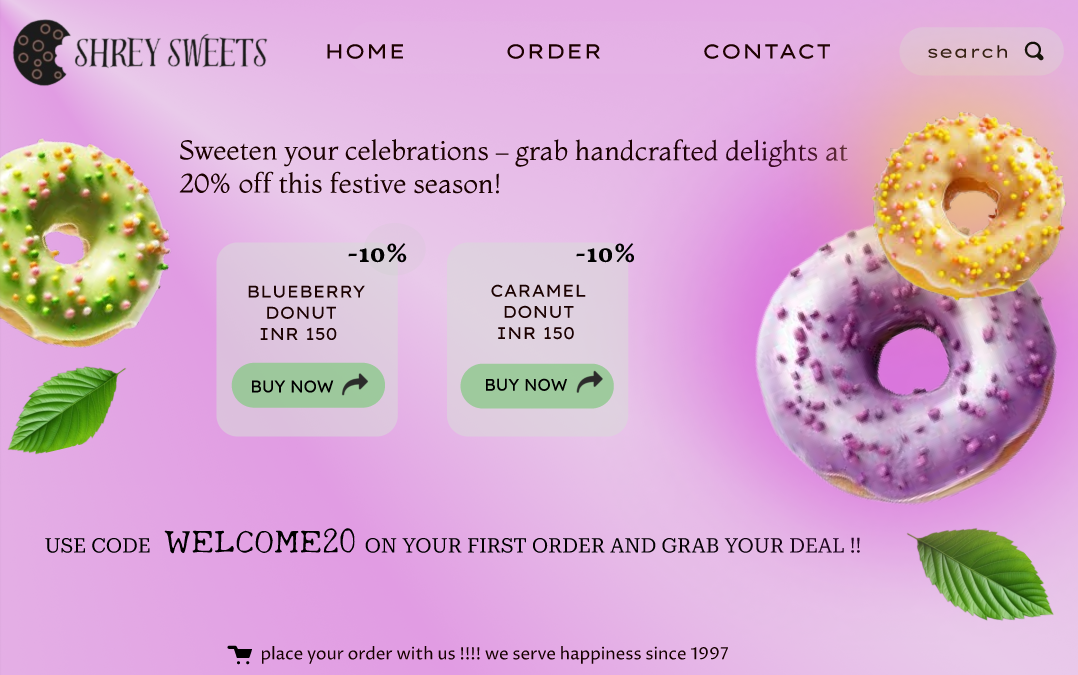 SHREY SWEETS
HOME
ORDER
CONTACT
search
Sweeten your celebrations – grab handcrafted delights at
20% off this festive season!
-10%
BLUEBERRY
DONUT
INR 150
BUY NOW
-10%
CARAMEL
DONUT
INR 150
BUY NOW
USE CODE WELCOME20 ON YOUR FIRST ORDER AND GRAB YOUR DEAL !!
place your order with us !!!! we serve happiness since 1997